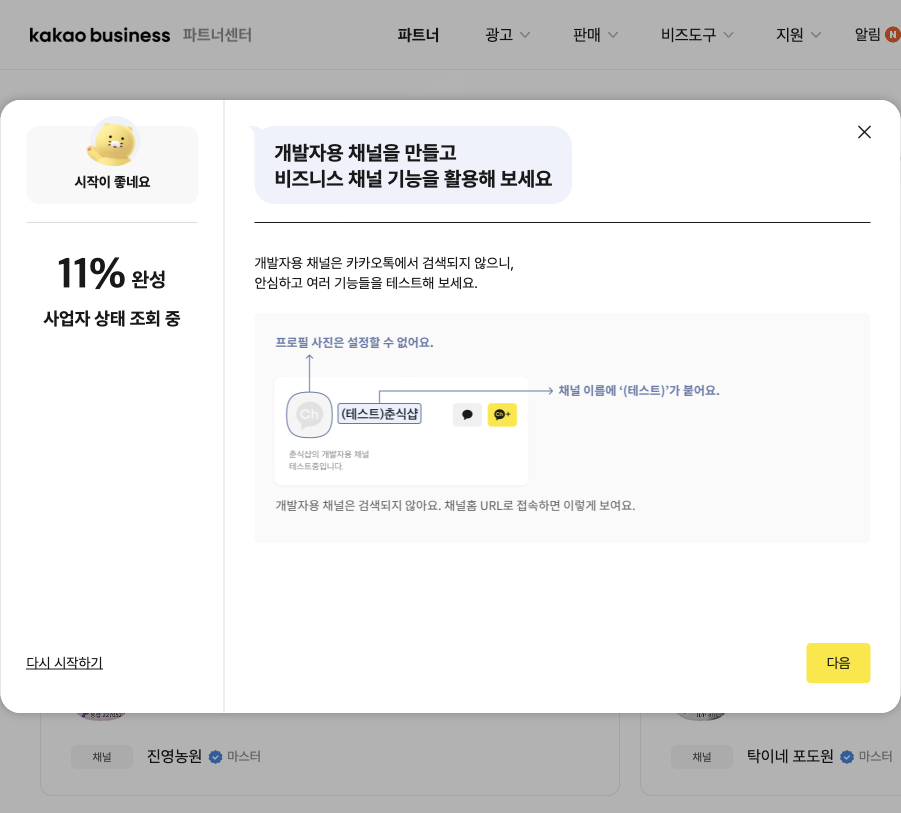 kakao business 파트너센터
파트너 광고 판매 비즈도구 지원 알림 N
시작이 좋네요
11% 완성
사업자 상태 조회 중
다시 시작하기
개발자용 채널을 만들고
비즈니스 채널 기능을 활용해 보세요
개발자용 채널은 카카오톡에서 검색되지 않으니,
안심하고 여러 기능들을 테스트해 보세요.
프로필 사진은 설정할 수 없어요.
채널 이름에 ‘(테스트)’가 붙어요.
Ch
(테스트)춘식샵
Ch+
춘식샵의 개발자용 채널
테스트중입니다.
개발자용 채널은 검색되지 않아요. 채널홈 URL로 접속하면 이렇게 보여요.
다음
채널 진영농원 마스터
채널 탁이네 포도원 마스터